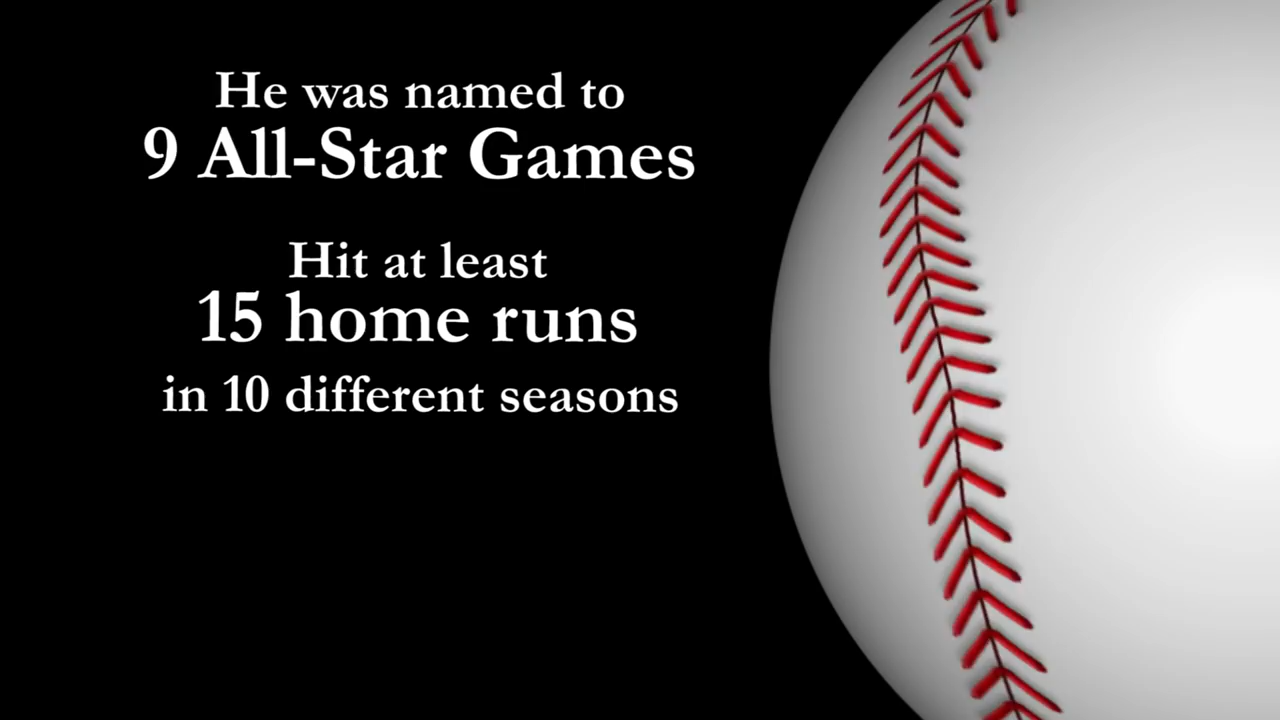 He was named to
9 All-Star Games
Hit at least
15 home runs
in 10 different seasons